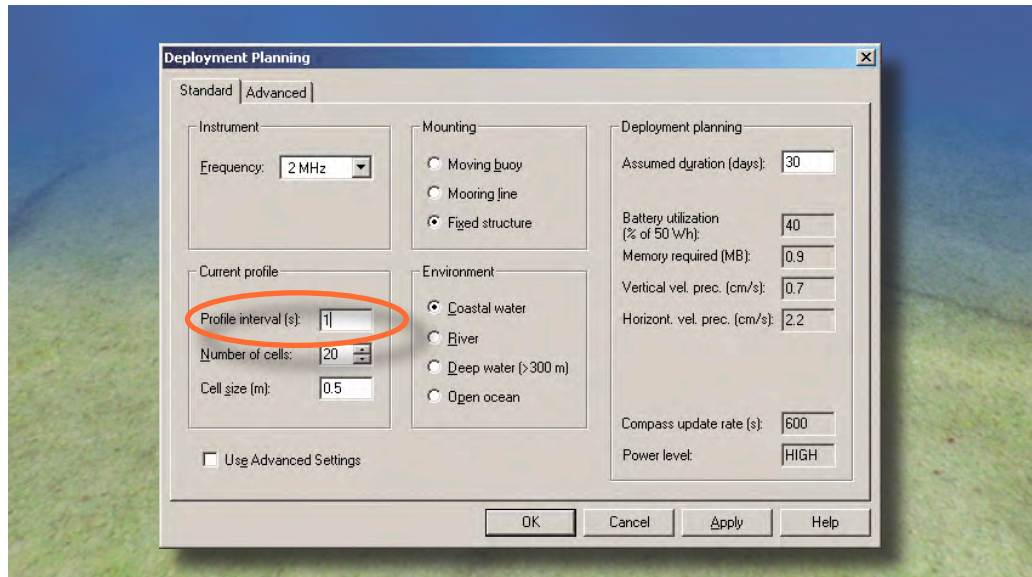 Deployment Planning
Standard
Advanced
Instrument
Frequency:
2 MHz
Mounting
Moving buoy
Mooring line
Fixed structure
Deployment planning
Assumed duration (days):
30
Battery utilization
(% of 50 Wh):
40
Memory required (MB):
0.9
Vertical vel. prec. (cm/s):
0.7
Horizont. vel. prec. (cm/s):
2.2
Compass update rate (s):
600
Power level:
HIGH
Current profile
Profile interval (s):
1
Number of cells:
20
Cell size (m):
0.5
Environment
Coastal water
River
Deep water (>300 m)
Open ocean
Use Advanced Settings
OK
Cancel
Apply
Help